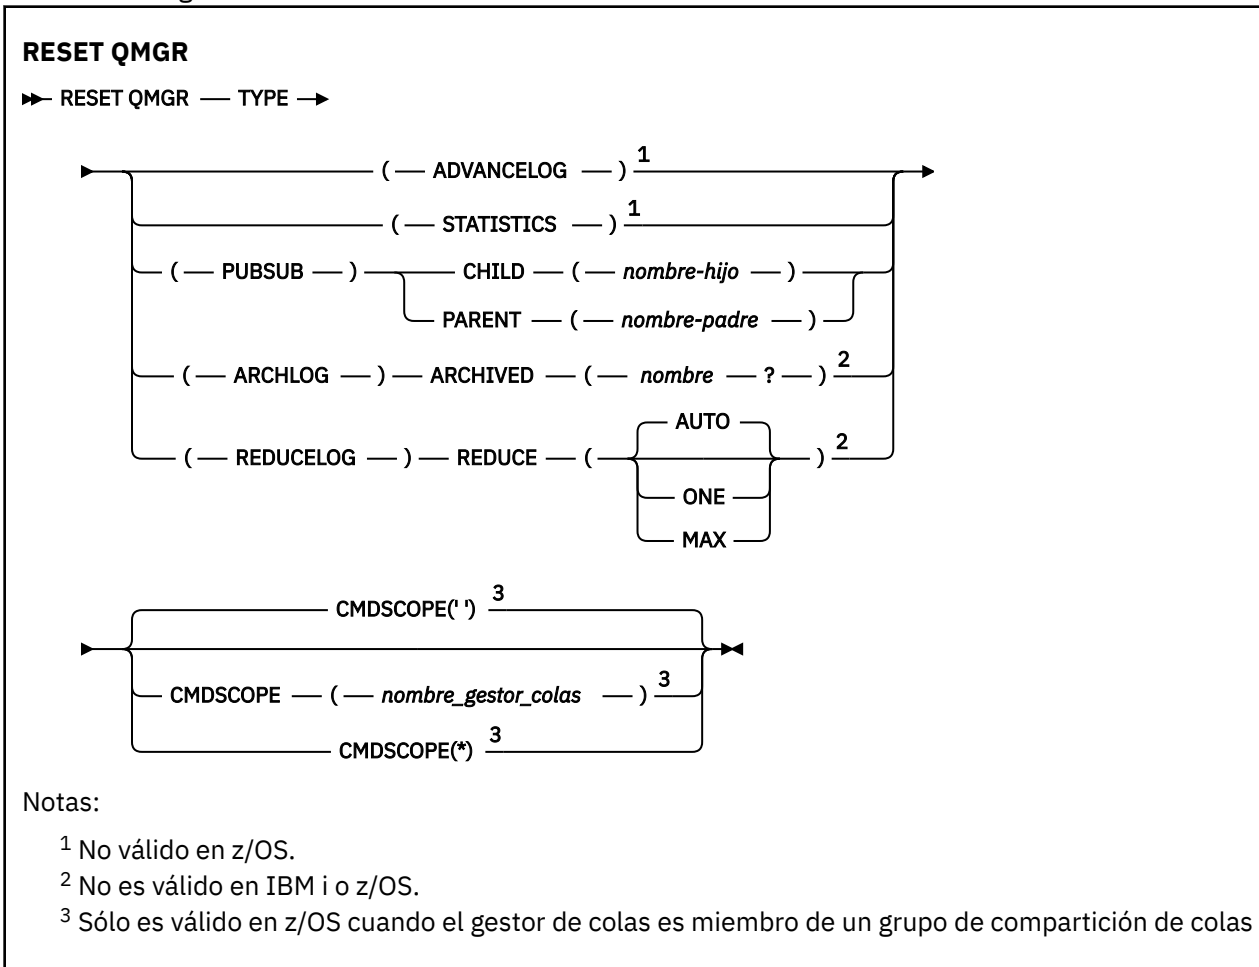 RESET QMGR
RESET QMGR TYPE
( ADVANCELOG ) 1
( STATISTICS ) 1
( PUBSUB ) CHILD ( nombre-hijo )
PARENT ( nombre-padre )
( ARCHLOG ) ARCHIVED ( nombre ? ) 2
AUTO
( REDUCELOG ) REDUCE ( ) 2
ONE
MAX
CMDSCOPE(' ') 3
CMDSCOPE ( nombre_gestor_colas ) 3
CMDSCOPE(*) 3
Notas:
1 No válido en z/OS.
2 No es válido en IBM i o z/OS.
3 Sólo es válido en z/OS cuando el gestor de colas es miembro de un grupo de compartición de colas